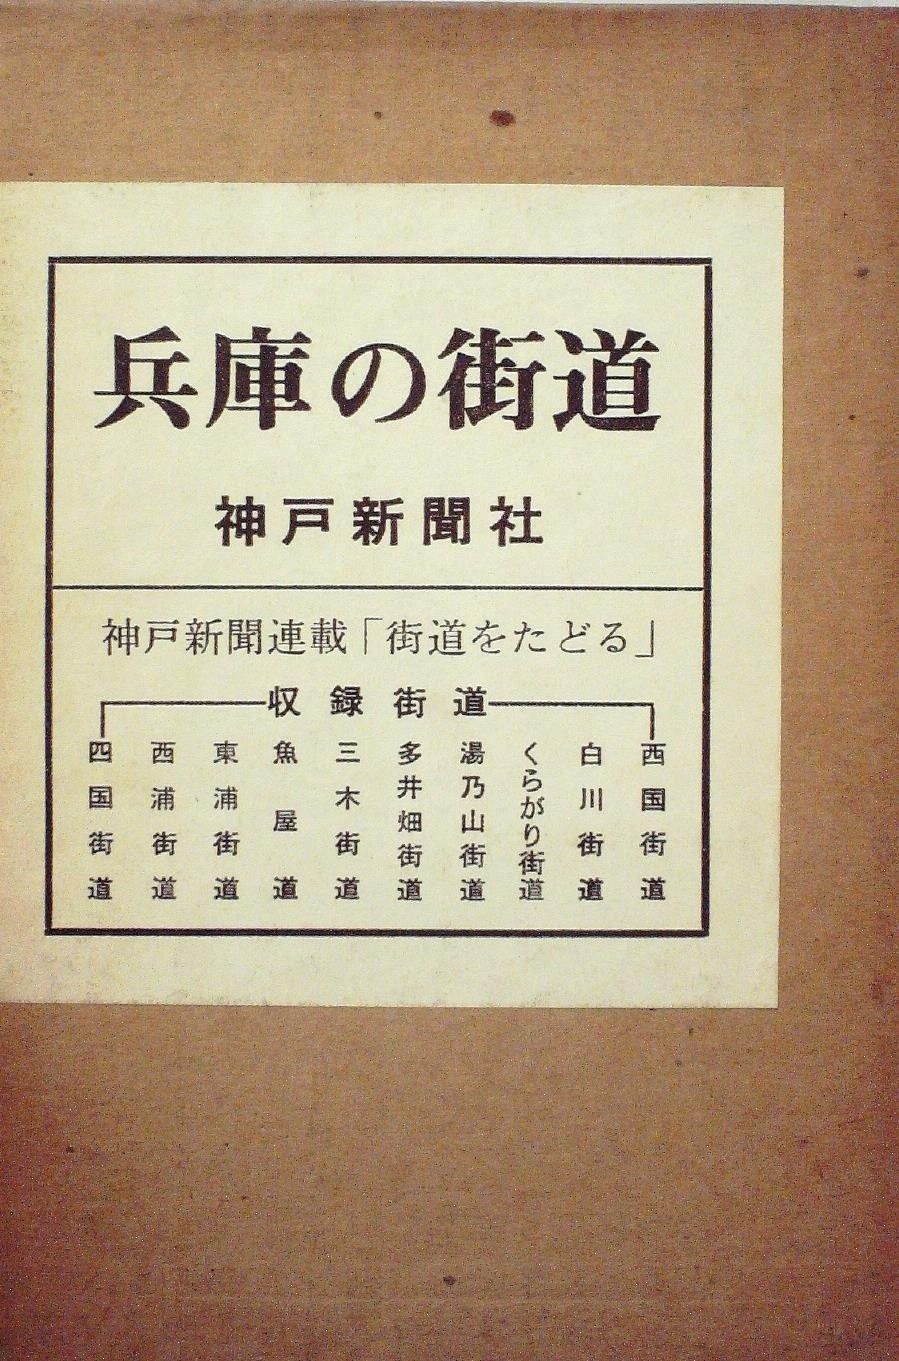 兵庫の街道
神戸新聞社
神戸新聞連載「街道をたどる」
収録街道
西国街道
白川街道
くらがり街道
湯乃山街道
多井畑街道
三木街道
魚屋道
東浦街道
西浦街道
四国街道